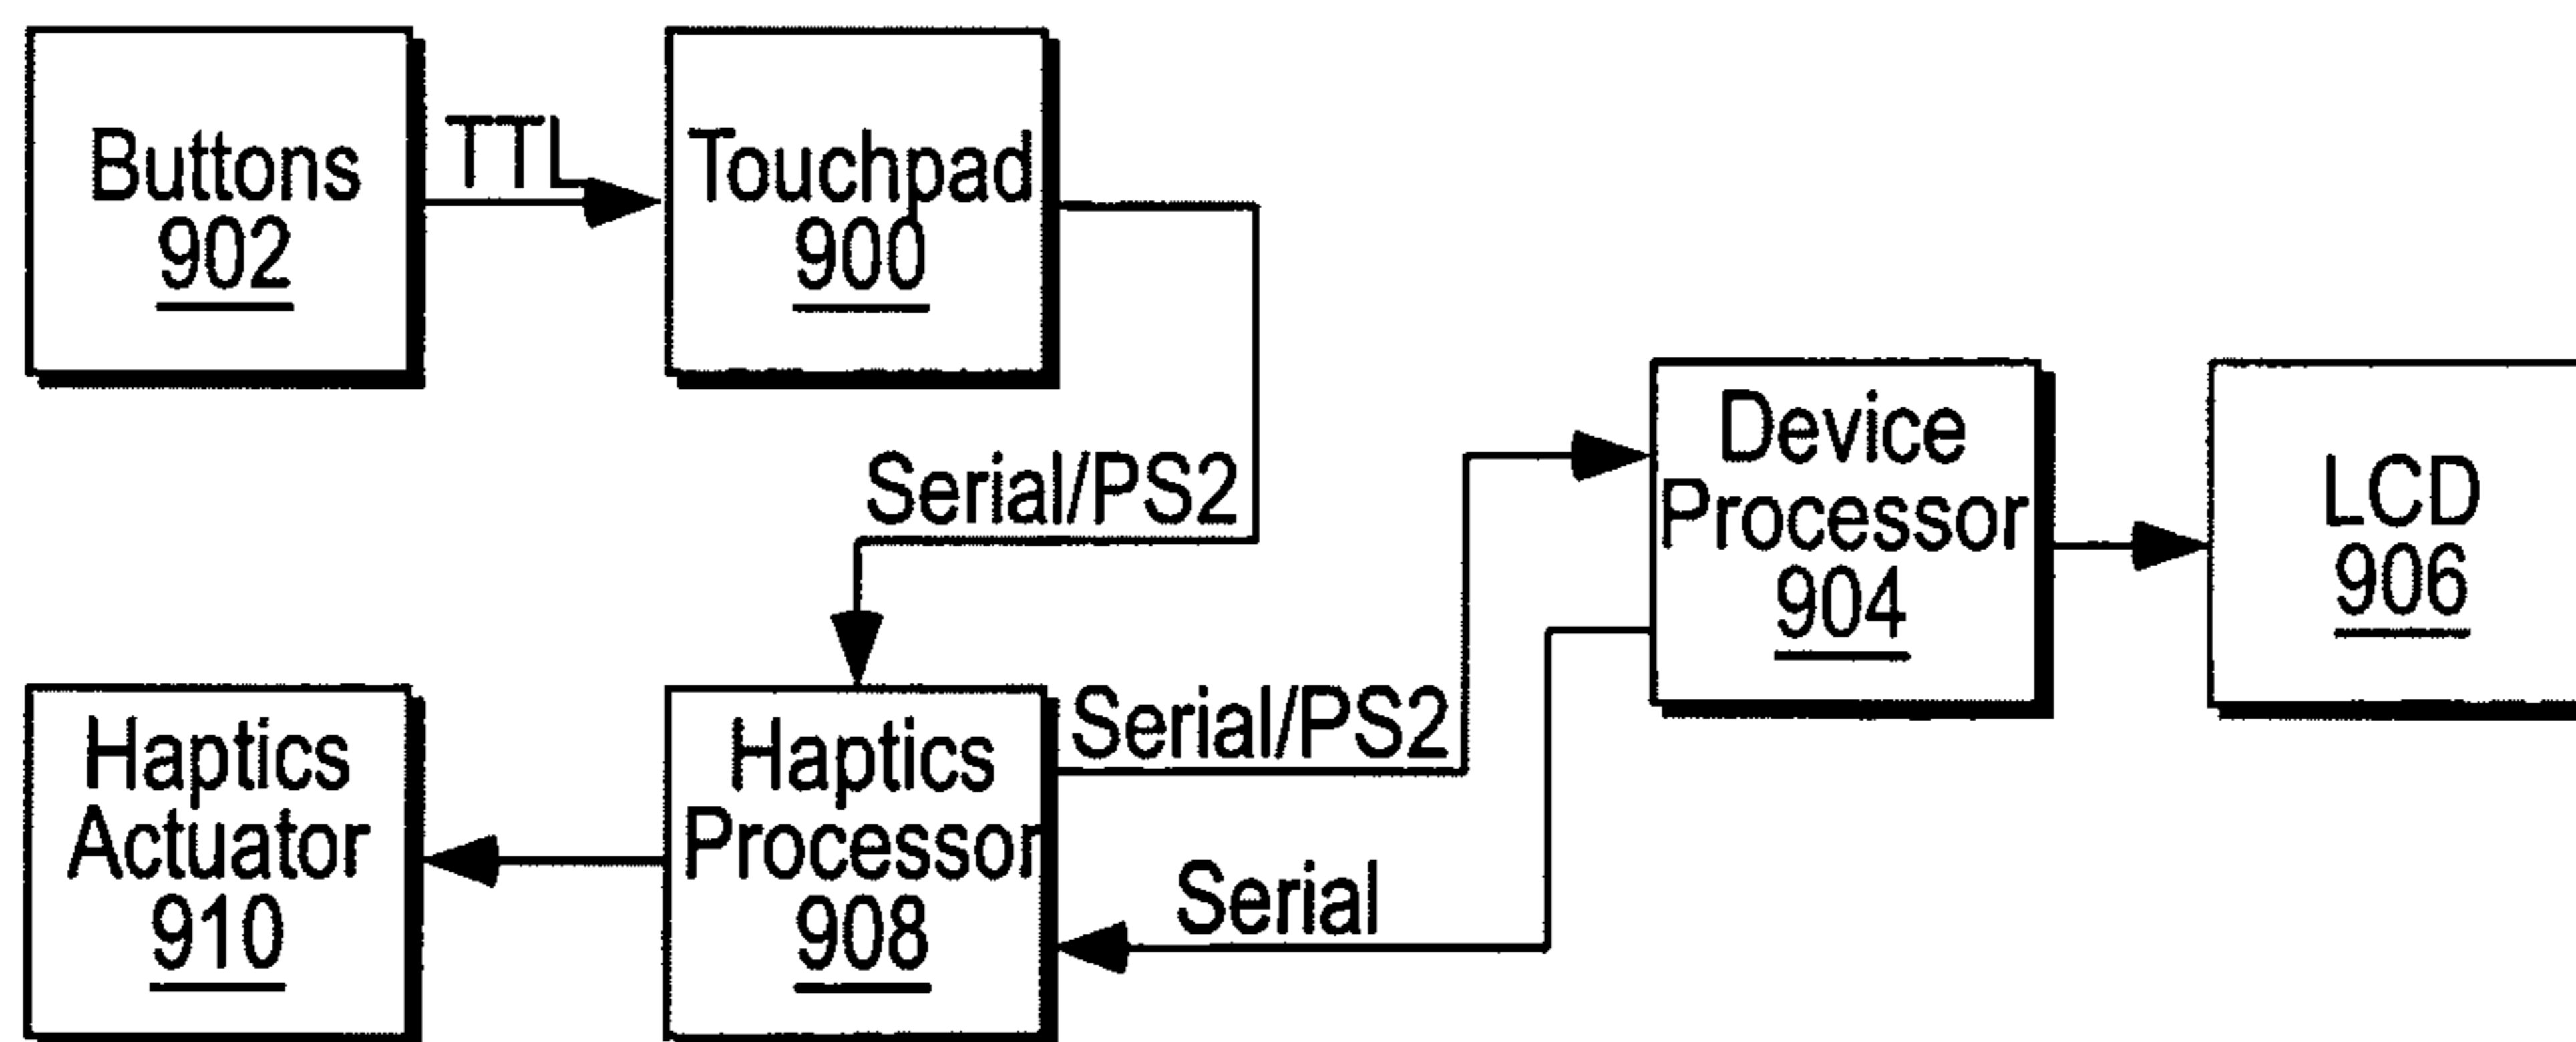 Buttons
902
TTL
Touchpad
900
Serial/PS2
Device
Processor
904
LCD
906
Haptics
Actuator
910
Haptics
Processor
908
Serial/PS2
Serial